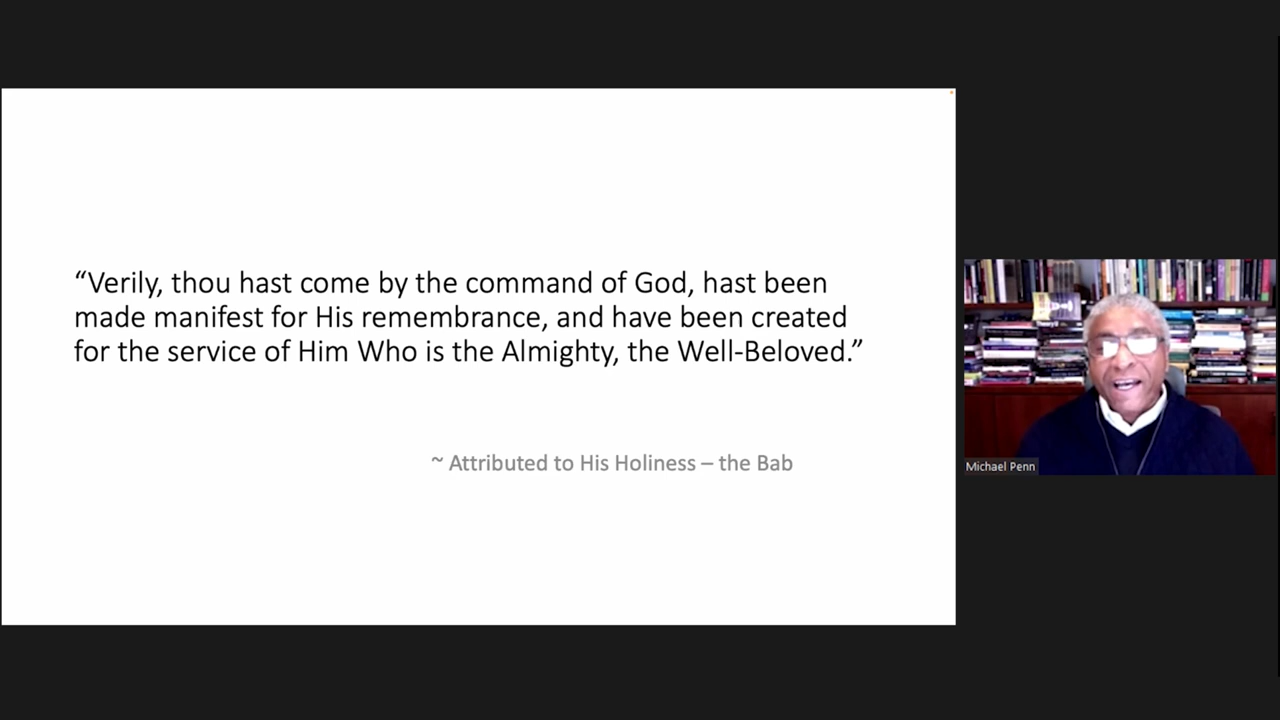 “Verily, thou hast come by the command of God, hast been
made manifest for His remembrance, and have been created
for the service of Him Who is the Almighty, the Well-Beloved.”
~ Attributed to His Holiness – the Bab
Michael Penn